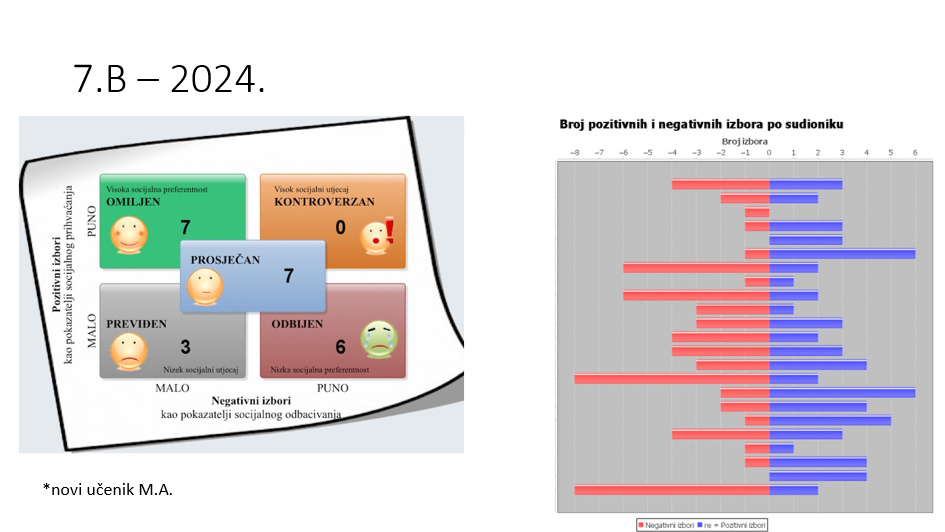 7.B – 2024.
Visoka socijalna preferentnost
OMILJEN
7
Visok socijalni utjecaj
KONTROVERZAN
0
PROSJEČAN
7
PREVIĐEN
3
Nizek socijalni utjecaj
ODBIJEN
6
Nizka socijalna preferentnost
Pozitivni izbori
kao pokazatelji socijalnog prihvaćanja
PUNO
MALO
MALO
PUNO
Negativni izbori
kao pokazatelji socijalnog odbacivanja
*novi učenik M.A.
Broj pozitivnih i negativnih izbora po sudioniku
Broj izbora
−8 −7 −6 −5 −4 −3 −2 −1 0 1 2 3 4 5 6
Negativni izbori re = Pozitivni izbori